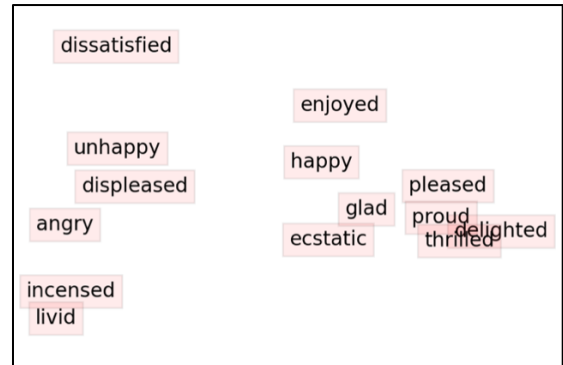 dissatisfied
enjoyed
unhappy
happy
displeased
pleased
glad
proud
angry
delighted
ecstatic
thrilled
incensed
livid